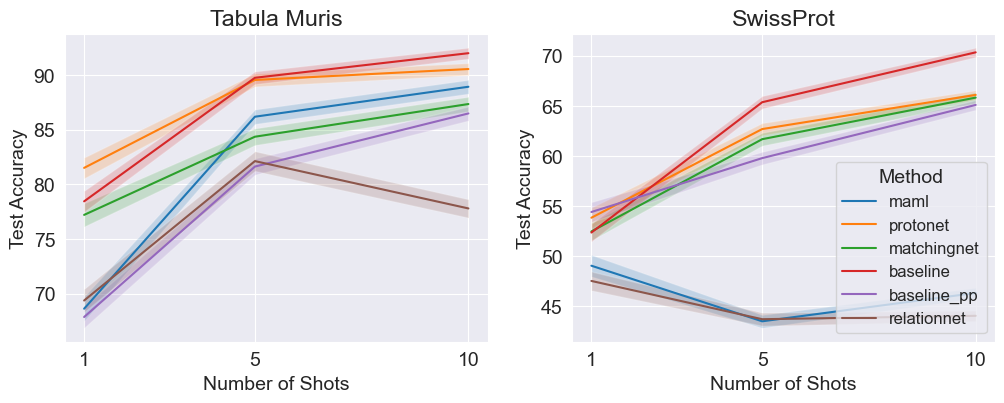 Tabula Muris
Test Accuracy
90
85
80
75
70
1
5
10
Number of Shots
SwissProt
Test Accuracy
70
65
60
55
50
45
1
5
10
Number of Shots
Method
maml
protonet
matchingnet
baseline
baseline_pp
relationnet